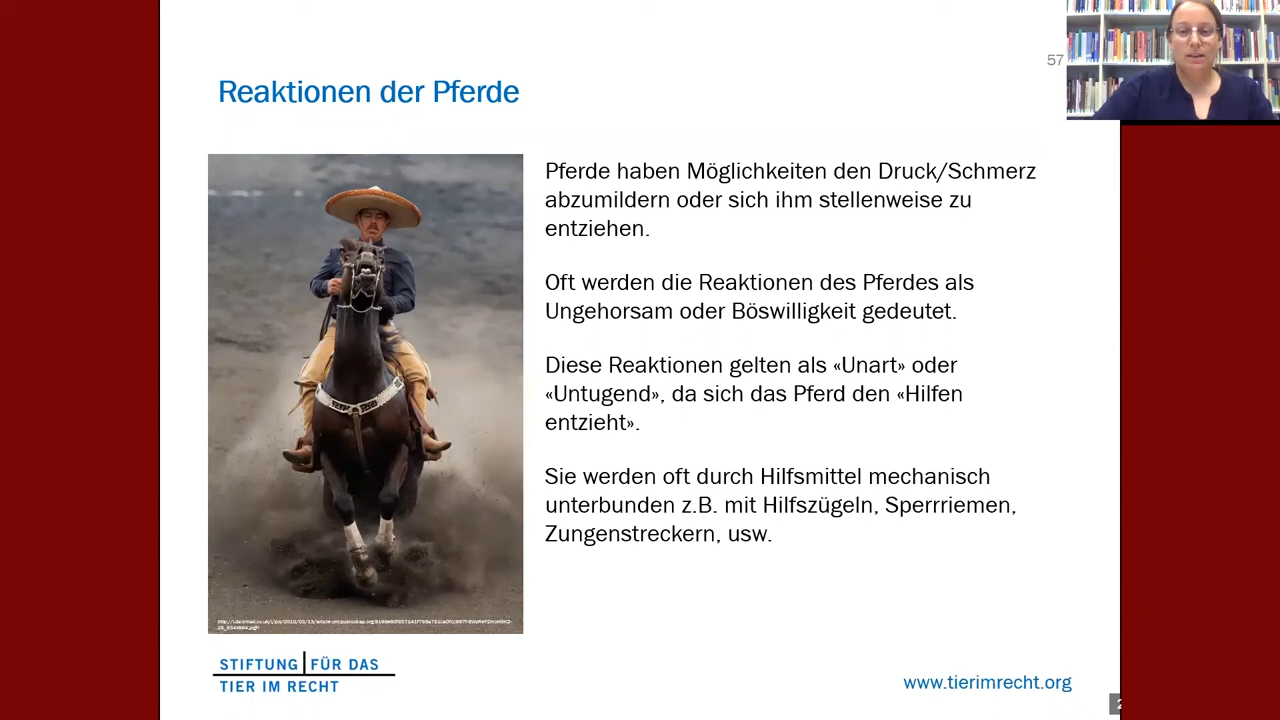 57
Reaktionen der Pferde
Pferde haben Möglichkeiten den Druck/Schmerz
abzumildern oder sich ihm stellenweise zu
entziehen.
Oft werden die Reaktionen des Pferdes als
Ungehorsam oder Böswilligkeit gedeutet.
Diese Reaktionen gelten als «Unart» oder
«Untugend», da sich das Pferd den «Hilfen
entzieht».
Sie werden oft durch Hilfsmittel mechanisch
unterbunden z.B. mit Hilfszügeln, Sperrriemen,
Zungenstreckern, usw.
STIFTUNG FÜR DAS
TIER IM RECHT
www.tierimrecht.org